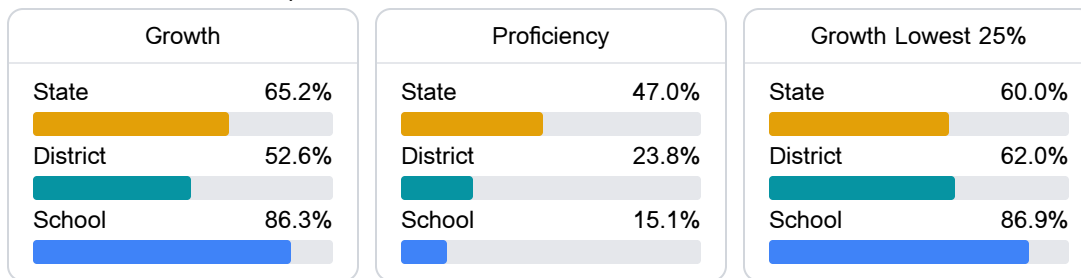 Growth
State 65.2%
District 52.6%
School 86.3%
Proficiency
State 47.0%
District 23.8%
School 15.1%
Growth Lowest 25%
State 60.0%
District 62.0%
School 86.9%